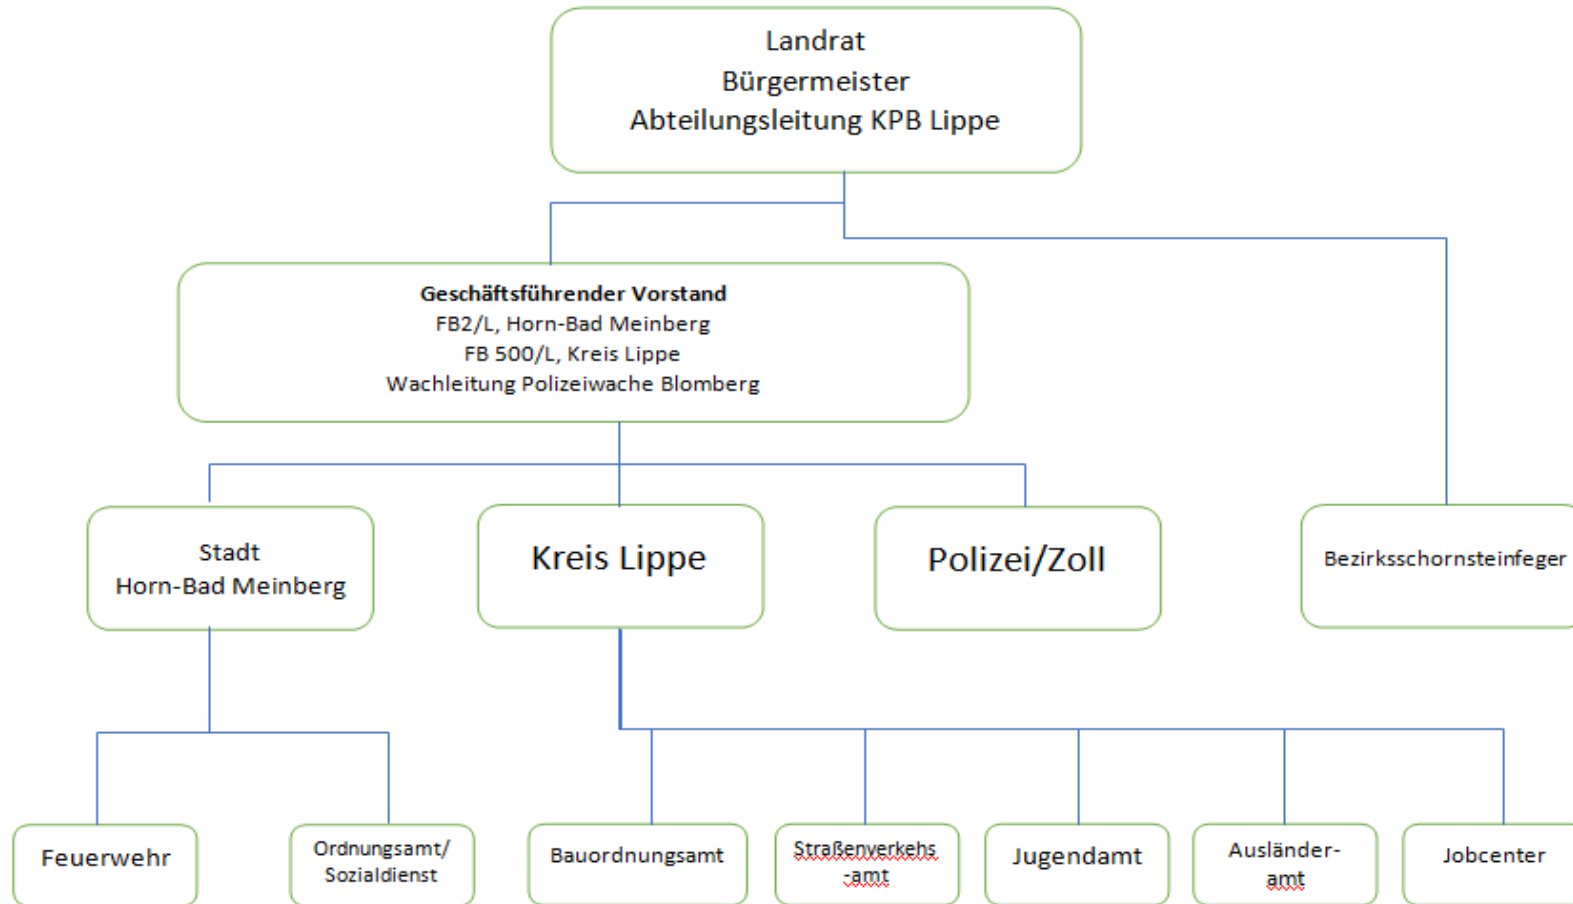 Landrat
Bürgermeister
Abteilungsleitung KPB Lippe
Geschäftsführender Vorstand
FB2/L, Horn-Bad Meinberg
FB 500/L, Kreis Lippe
Wachleitung Polizeiwache Blomberg
Stadt
Horn-Bad Meinberg
Kreis Lippe
Polizei/Zoll
Bezirksschornsteinfeger
Feuerwehr
Ordnungsamt/
Sozialdienst
Bauordnungsamt
Straßenverkehs
-amt
Jugendamt
Ausländer-
amt
Jobcenter